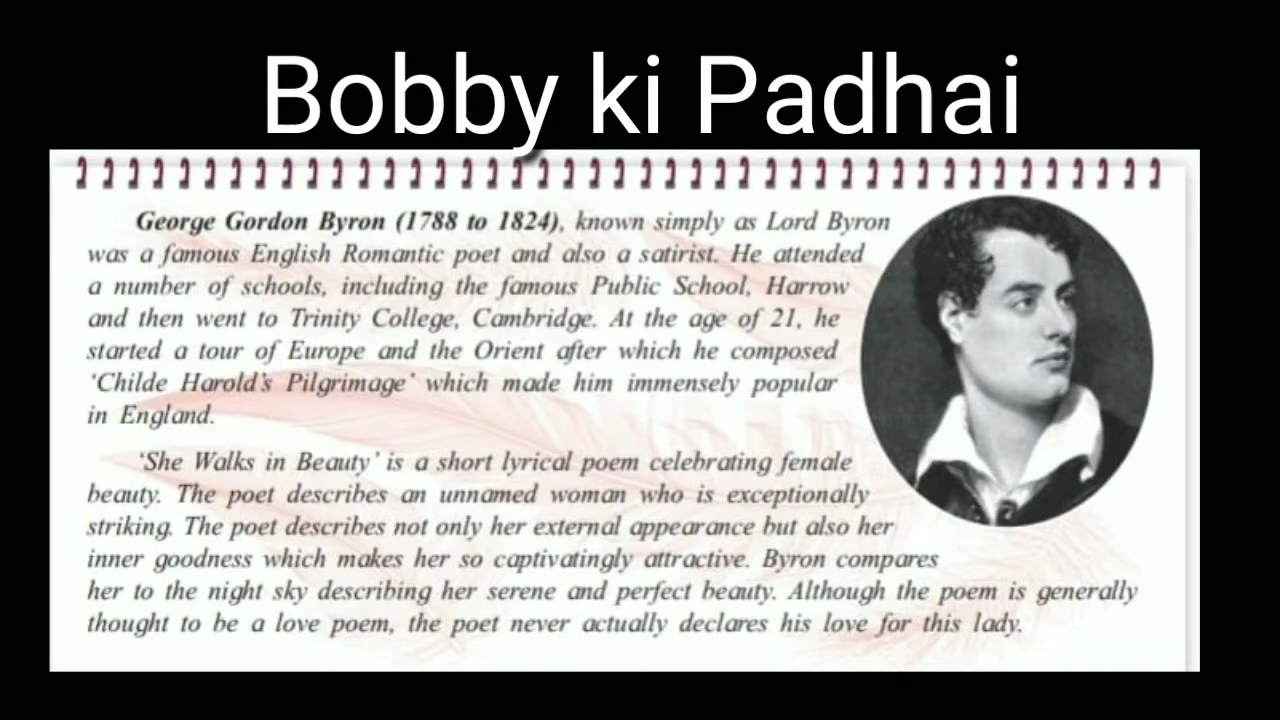 Bobby ki Padhai
George Gordon Byron (1788 to 1824), known simply as Lord Byron
was a famous English Romantic poet and also a satirist. He attended
a number of schools, including the famous Public School, Harrow
and then went to Trinity College, Cambridge. At the age of 21, he
started a tour of Europe and the Orient after which he composed
‘Childe Harold’s Pilgrimage’ which made him immensely popular
in England.
‘She Walks in Beauty’ is a short lyrical poem celebrating female
beauty. The poet describes an unnamed woman who is exceptionally
striking. The poet describes not only her external appearance but also her
inner goodness which makes her so captivatingly attractive. Byron compares
her to the night sky describing her serene and perfect beauty. Although the poem is generally
thought to be a love poem, the poet never actually declares his love for this lady.